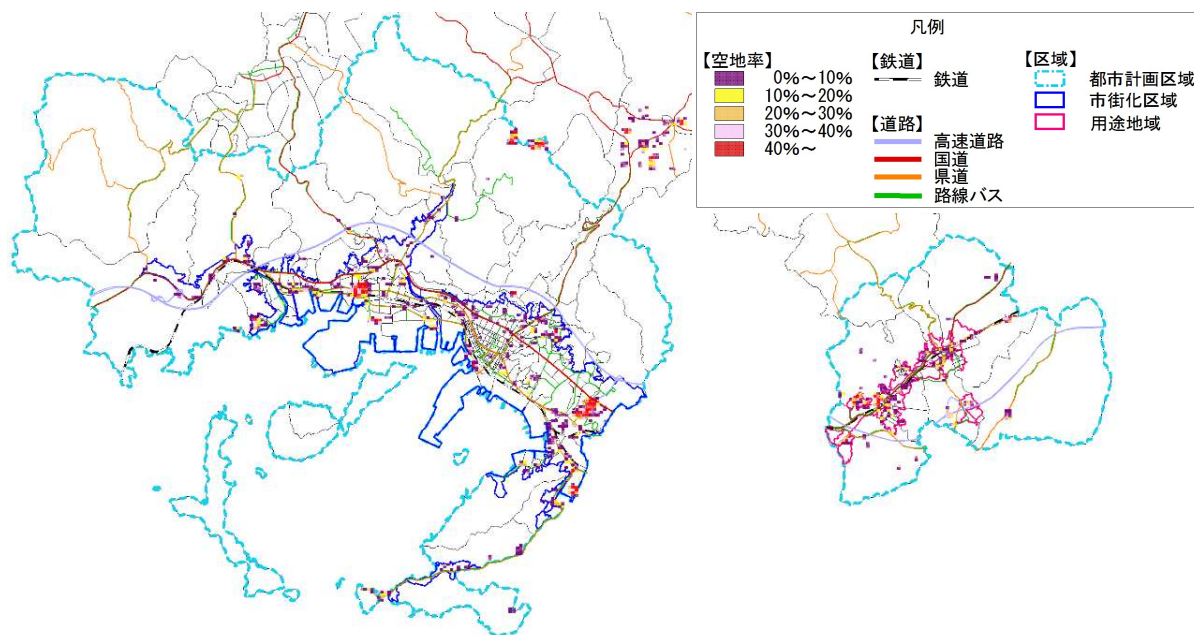 凡例
【空地率】
0%～10%
10%～20%
20%～30%
30%～40%
40%～
【鉄道】
鉄道
【道路】
高速道路
国道
県道
路線バス
【区域】
都市計画区域
市街化区域
用途地域